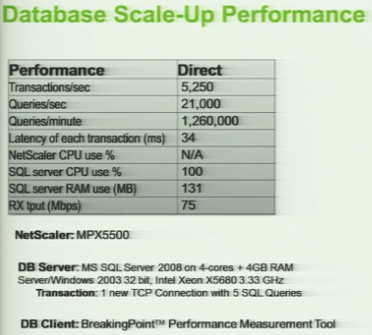 Database Scale-Up Performance
Performance Direct
Transactions/sec 5,250
Queries/sec 21,000
Queries/minute 1,260,000
Latency of each transaction (ms) 34
NetScaler CPU use % N/A
SQL server CPU use % 100
SQL server RAM use (MB) 131
RX tput (Mbps) 75
NetScaler: MPX5500
DB Server: MS SQL Server 2008 on 4-cores + 4GB RAM
Server/Windows 2003 32 bit, Intel Xeon X5680 3.33 GHz
Transaction: 1 new TCP Connection with 5 SQL Queries
DB Client: BreakingPoint™ Performance Measurement Tool